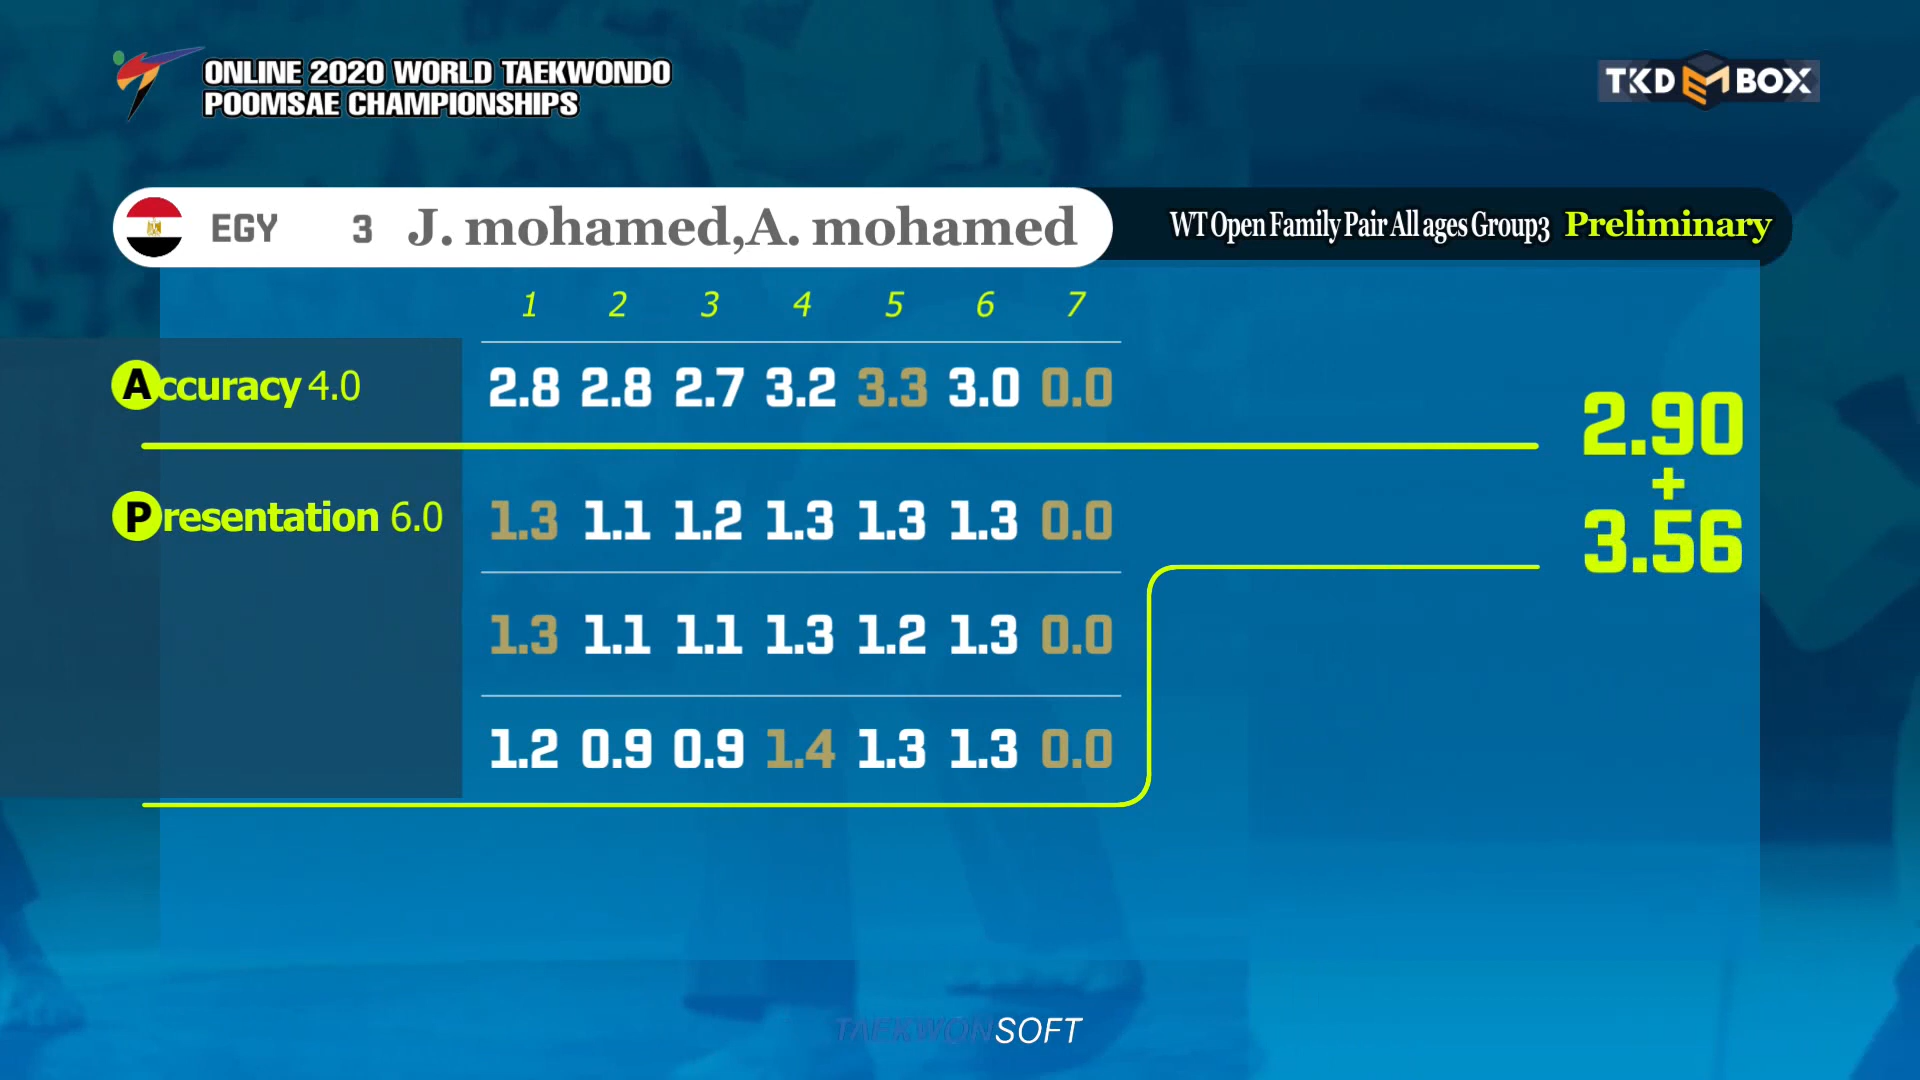 ONLINE 2020 WORLD TAEKWONDO
POOMSAE CHAMPIONSHIPS
TKD BOX
EGY 3 J. mohamed,A. mohamed
WT Open Family Pair All ages Group3 Preliminary
1 2 3 4 5 6 7
Accuracy 4.0 2.8 2.8 2.7 3.2 3.3 3.0 0.0
2.90
+
3.56
Presentation 6.0 1.3 1.1 1.2 1.3 1.3 1.3 0.0
1.3 1.1 1.1 1.3 1.2 1.3 0.0
1.2 0.9 0.9 1.4 1.3 1.3 0.0
TAEKWONSOFT